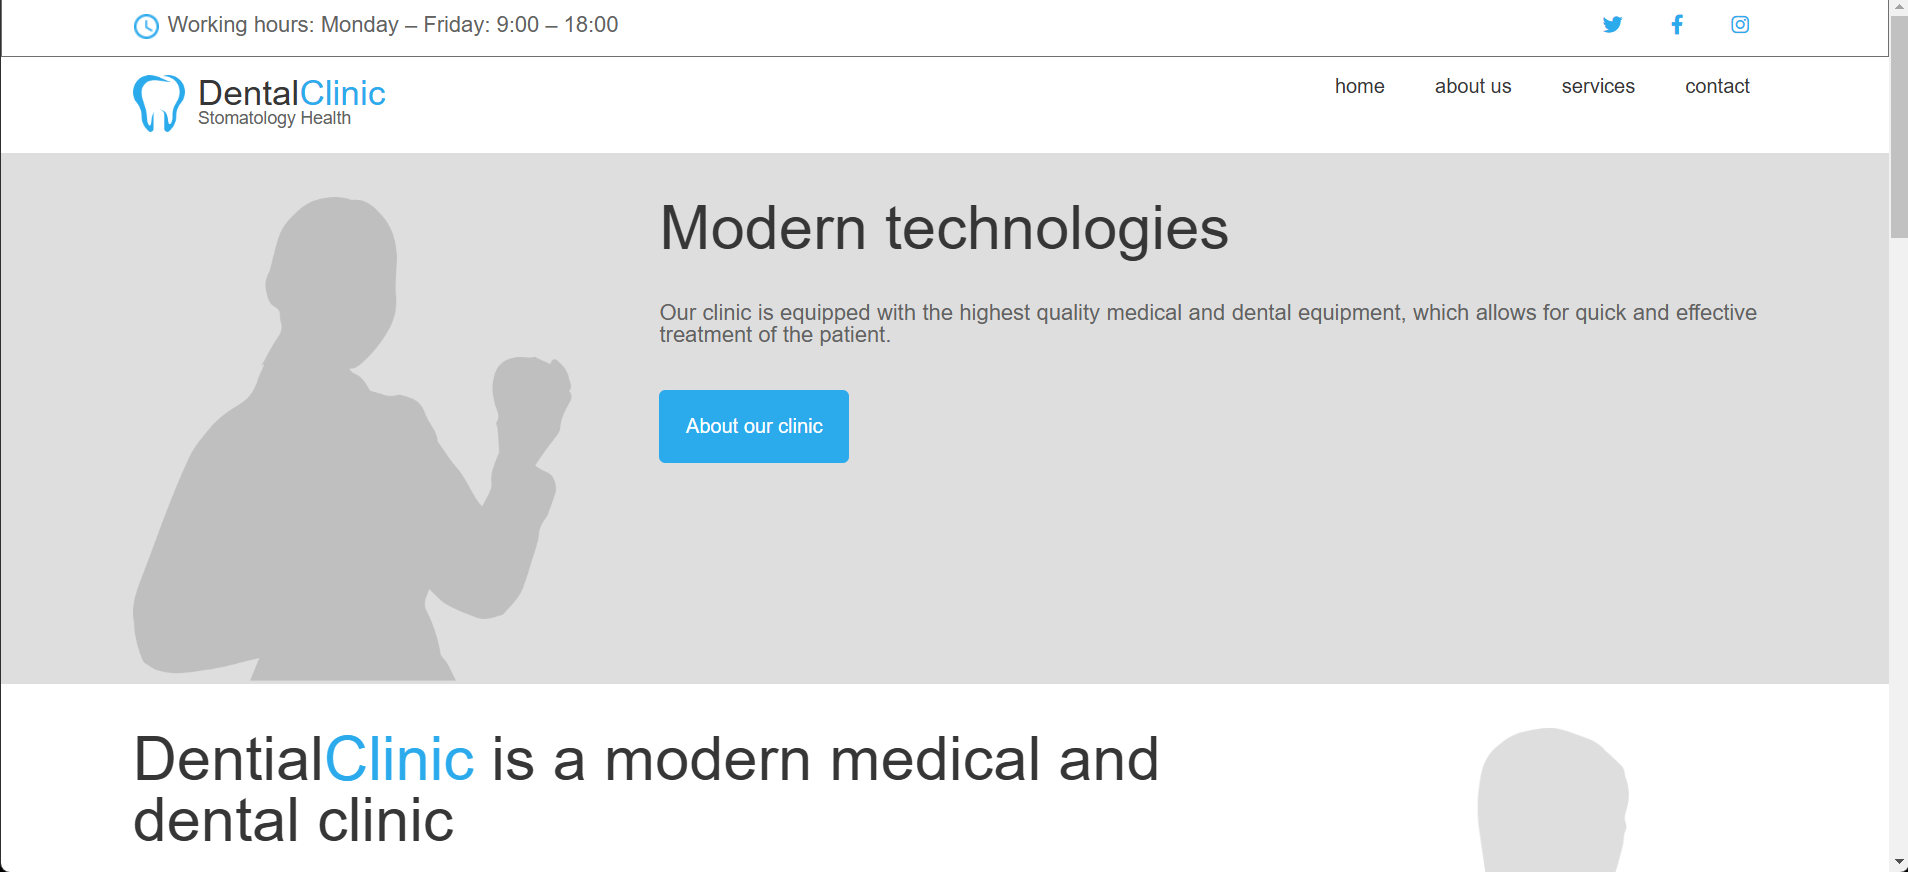 Working hours: Monday – Friday: 9:00 – 18:00
DentalClinic
Stomatology Health
home about us services contact
Modern technologies
Our clinic is equipped with the highest quality medical and dental equipment, which allows for quick and effective
treatment of the patient.
About our clinic
DentialClinic is a modern medical and
dental clinic